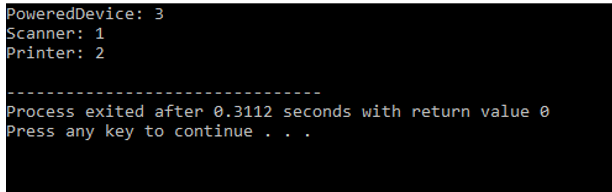 PoweredDevice: 3
Scanner: 1
Printer: 2
--------------------------------
Process exited after 0.3112 seconds with return value 0
Press any key to continue . . .